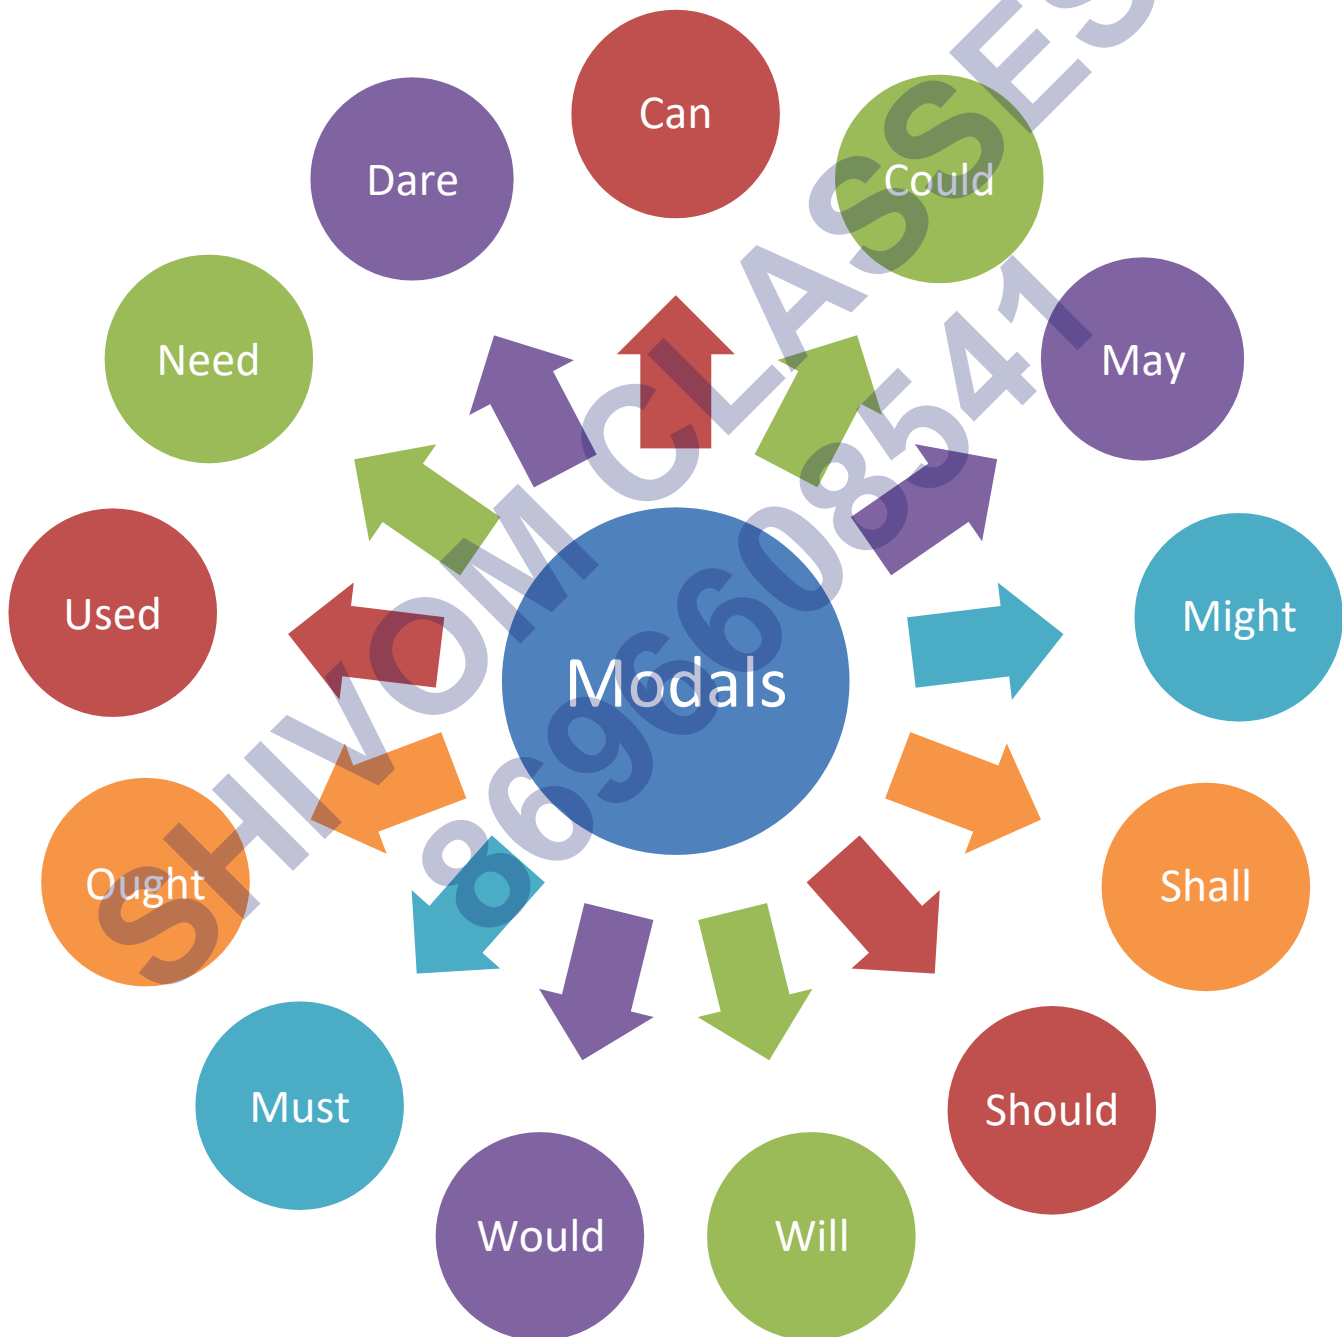 Can
Could
May
Might
Shall
Should
Will
Would
Must
Ought
Used
Need
Dare
Modals
SHIVOM CLASSES
8696608541